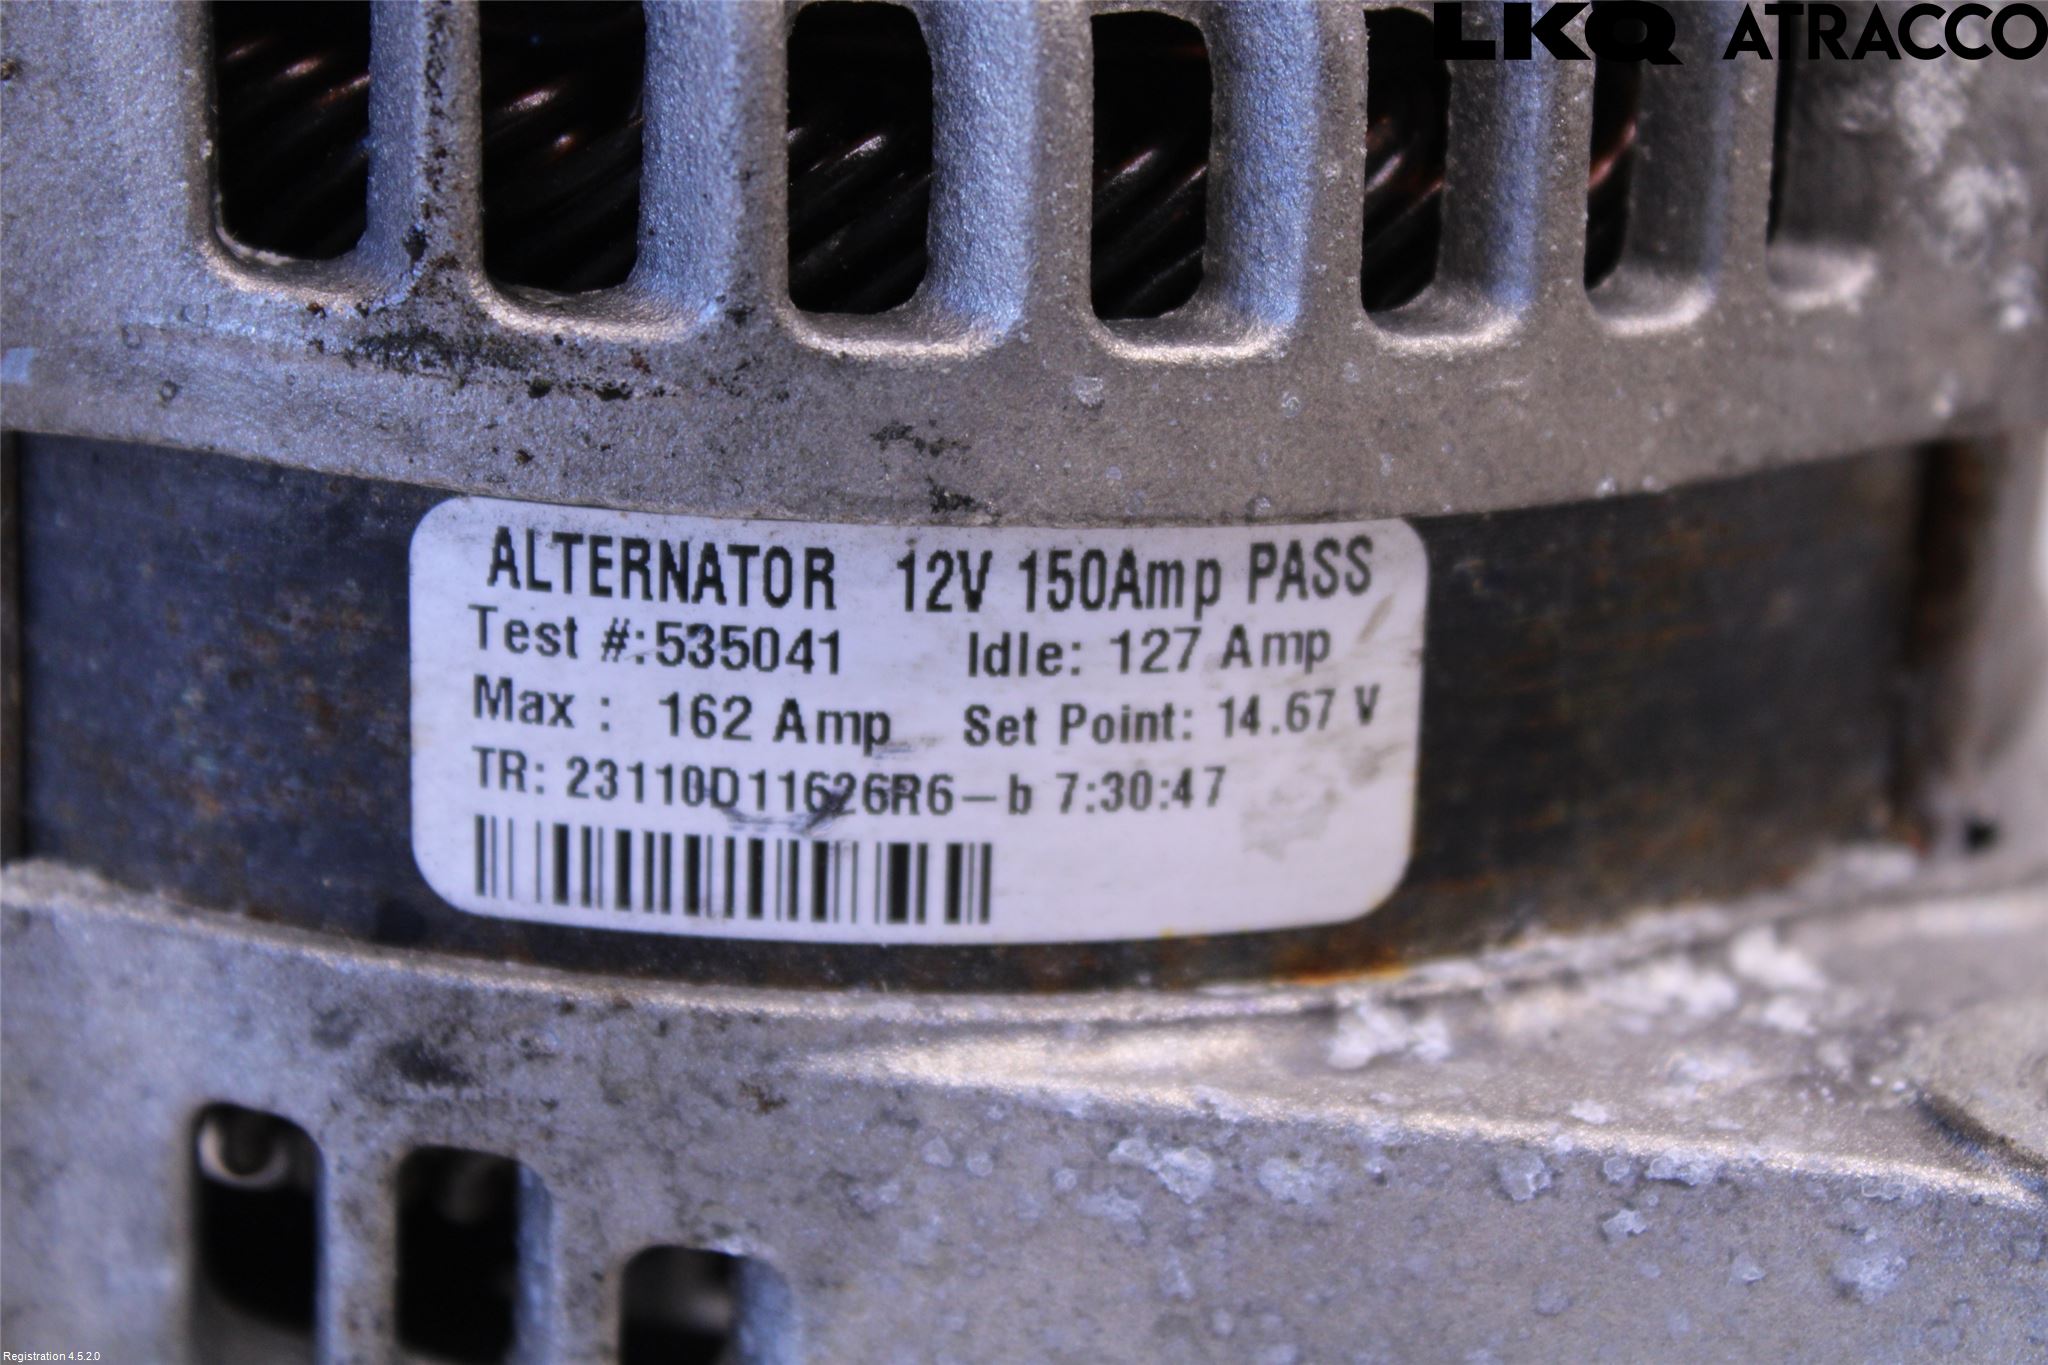 LKQ ATRACCO
ALTERNATOR 12V 150Amp PASS
Test #:535041 Idle: 127 Amp
Max : 162 Amp Set Point: 14.67 V
TR: 23110D11626R6-b 7:30:47
Registration 4.5.2.0